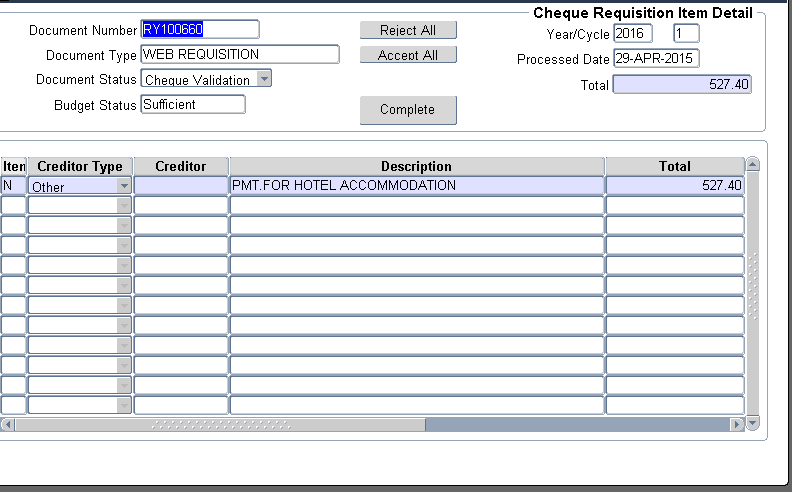 Cheque Requisition Item Detail
Document Number RY100660 Reject All Year/Cycle 2016 1
Document Type WEB REQUISITION Accept All Processed Date 29-APR-2015
Document Status Cheque Validation Total 527.40
Budget Status Sufficient Complete
Iten Creditor Type Creditor Description Total
N Other PMT.FOR HOTEL ACCOMMODATION 527.40